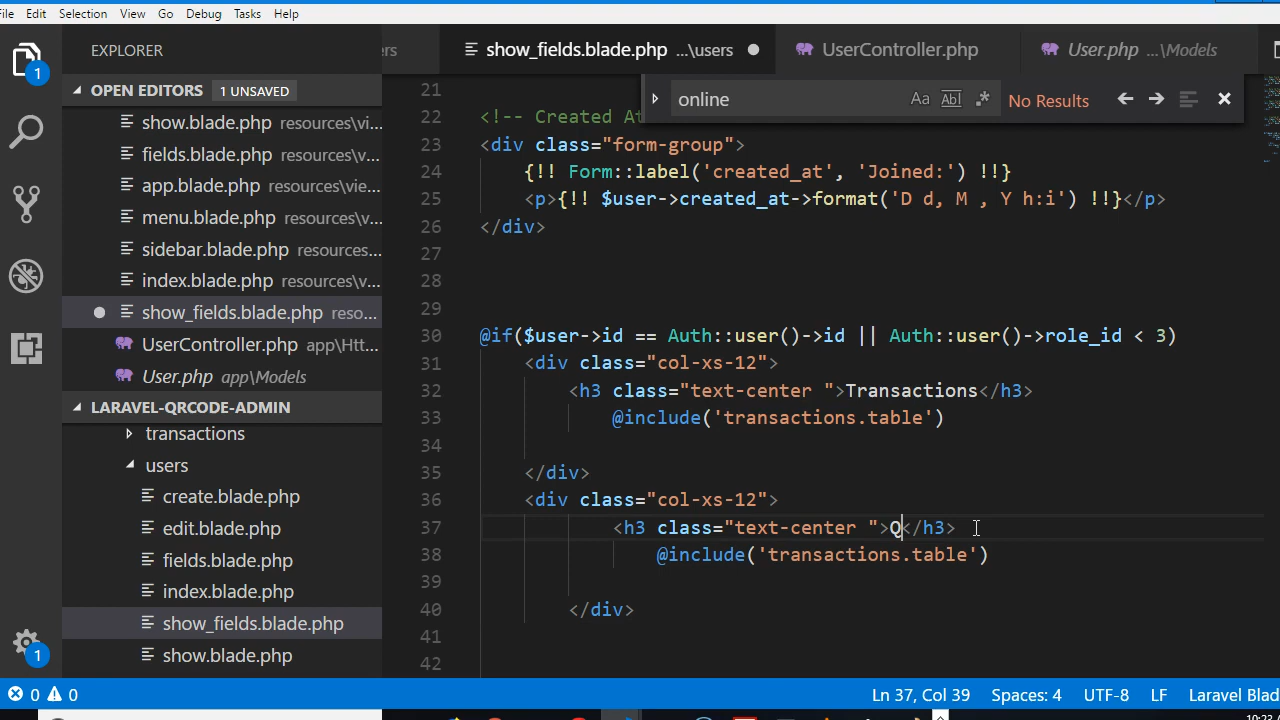 File Edit Selection View Go Debug Tasks Help
EXPLORER
ers
show_fields.blade.php ...\users
UserController.php
User.php ...\Models
1
OPEN EDITORS 1 UNSAVED
online
Aa Abl .*
No Results
show.blade.php resources\vi...
fields.blade.php resources\v...
app.blade.php resources\vie...
menu.blade.php resources\v...
sidebar.blade.php resources...
index.blade.php resources\v...
show_fields.blade.php reso...
UserController.php app\Htt...
User.php app\Models
LARAVEL-QRCODE-ADMIN
transactions
users
create.blade.php
edit.blade.php
fields.blade.php
index.blade.php
show_fields.blade.php
show.blade.php
1
21
22 <!-- Created At
23 <div class="form-group">
24 {!! Form::label('created_at', 'Joined:') !!}
25 <p>{!! $user->created_at->format('D d, M , Y h:i') !!}</p>
26 </div>
27
28
29
30 @if($user->id == Auth::user()->id || Auth::user()->role_id < 3)
31 <div class="col-xs-12">
32 <h3 class="text-center ">Transactions</h3>
33 @include('transactions.table')
34
35 </div>
36 <div class="col-xs-12">
37 <h3 class="text-center ">Q</h3>
38 @include('transactions.table')
39
40 </div>
41
42
0 0
Ln 37, Col 39 Spaces: 4 UTF-8 LF Laravel Blad